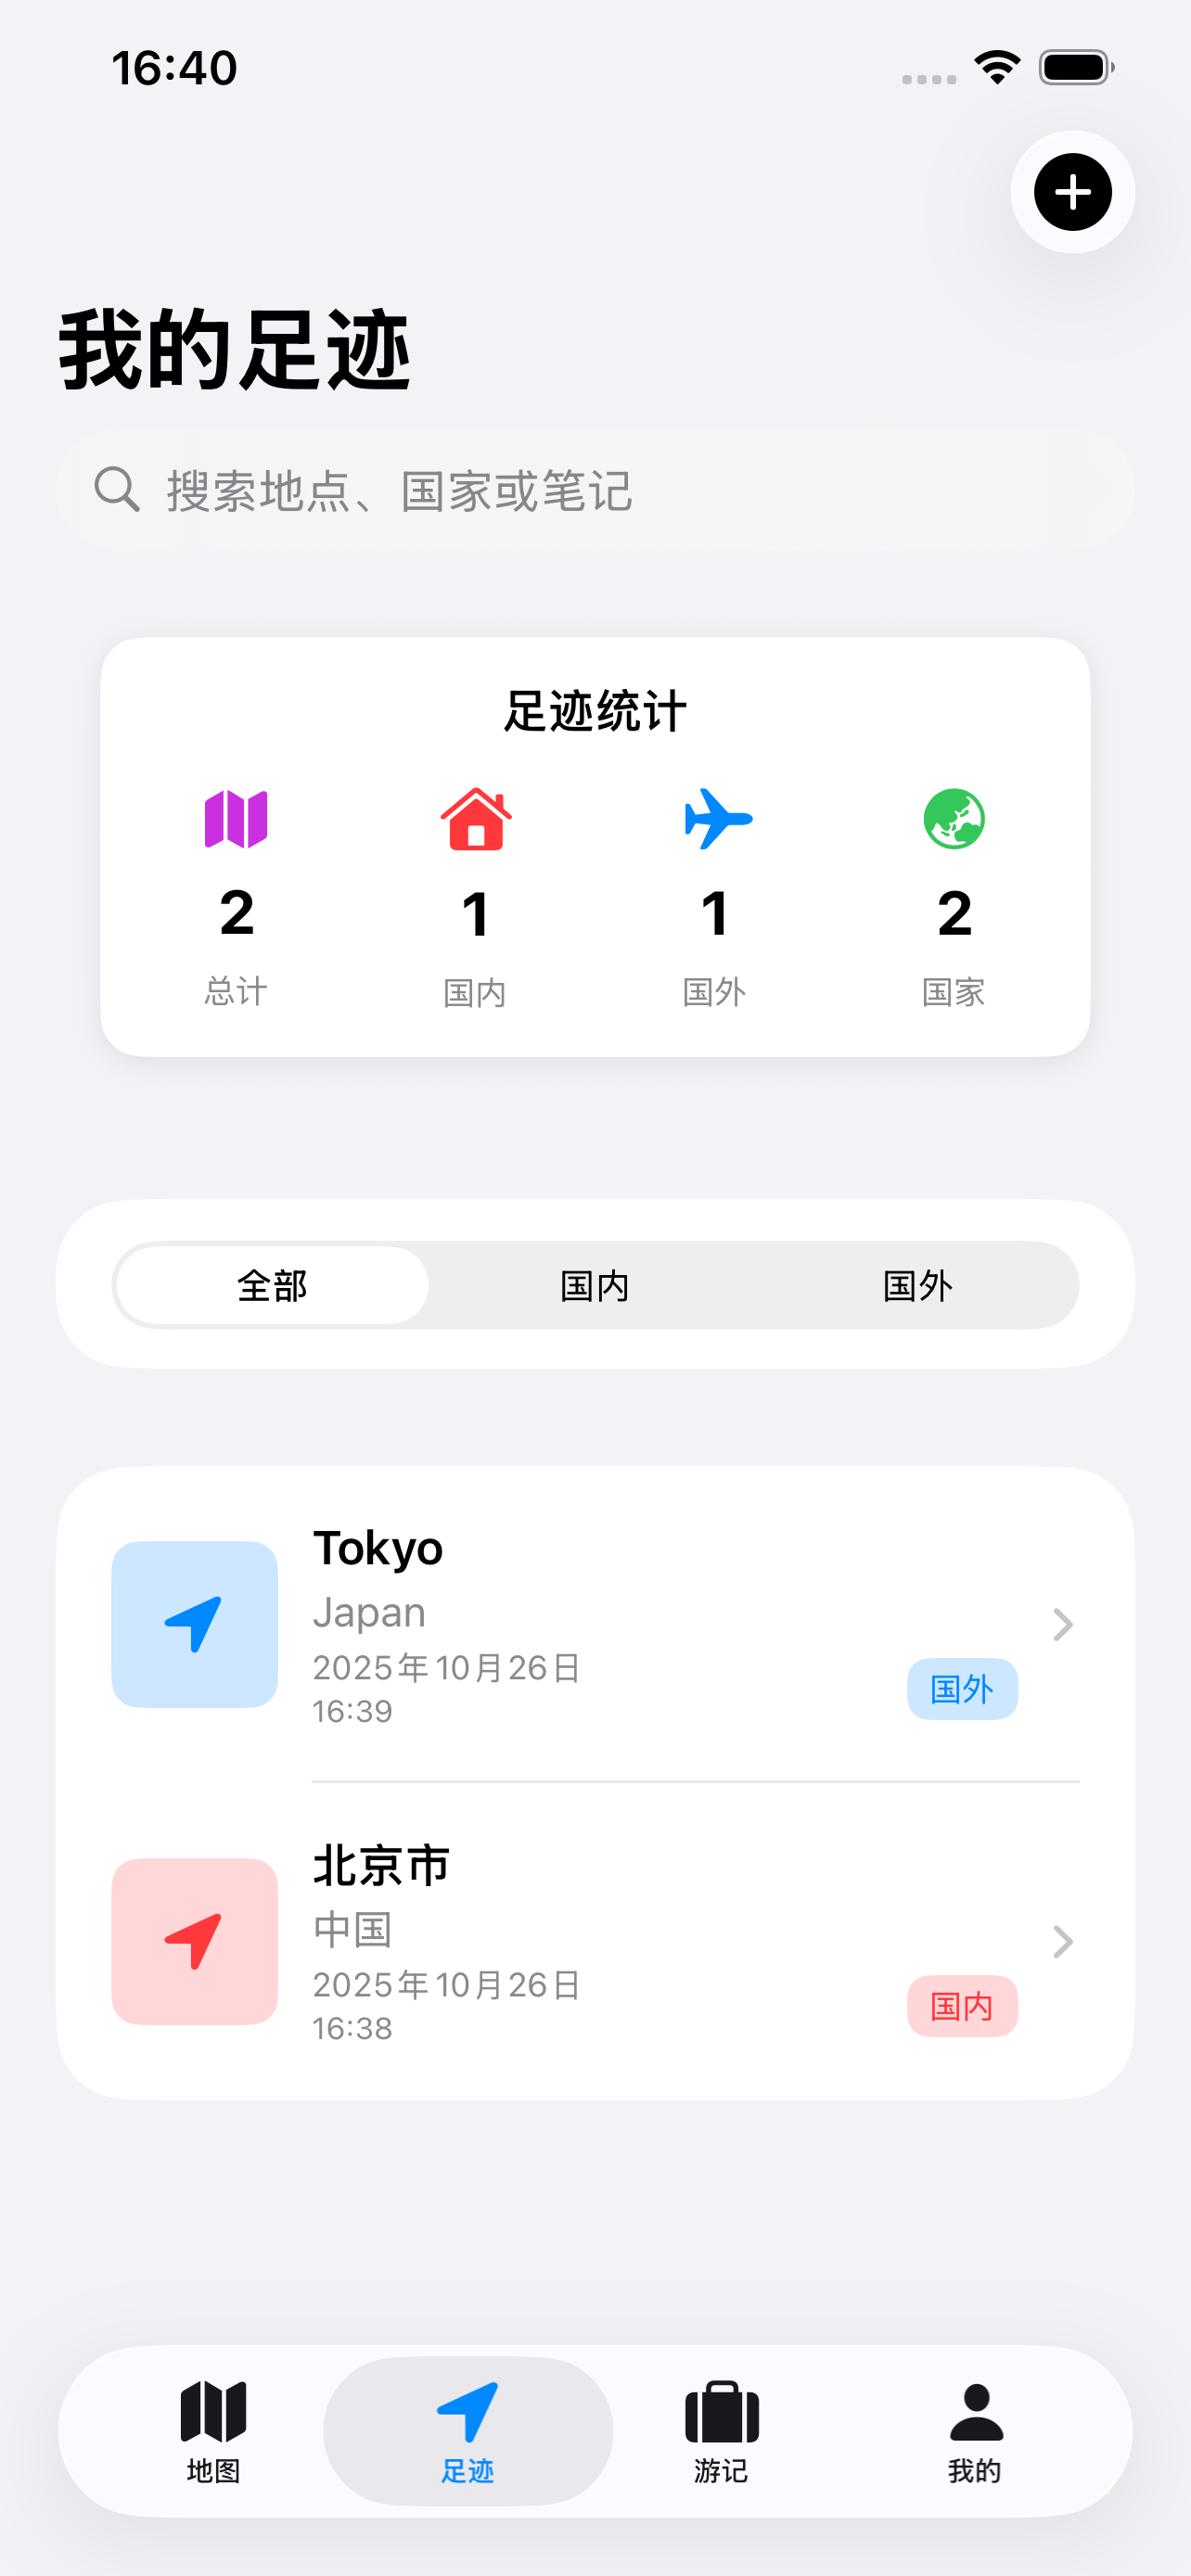 16:40
我的足迹
搜索地点、国家或笔记
足迹统计
2 1 1 2
总计 国内 国外 国家
全部 国内 国外
Tokyo
Japan
2025年10月26日
16:39
国外
北京市
中国
2025年10月26日
16:38
国内
地图 足迹 游记 我的